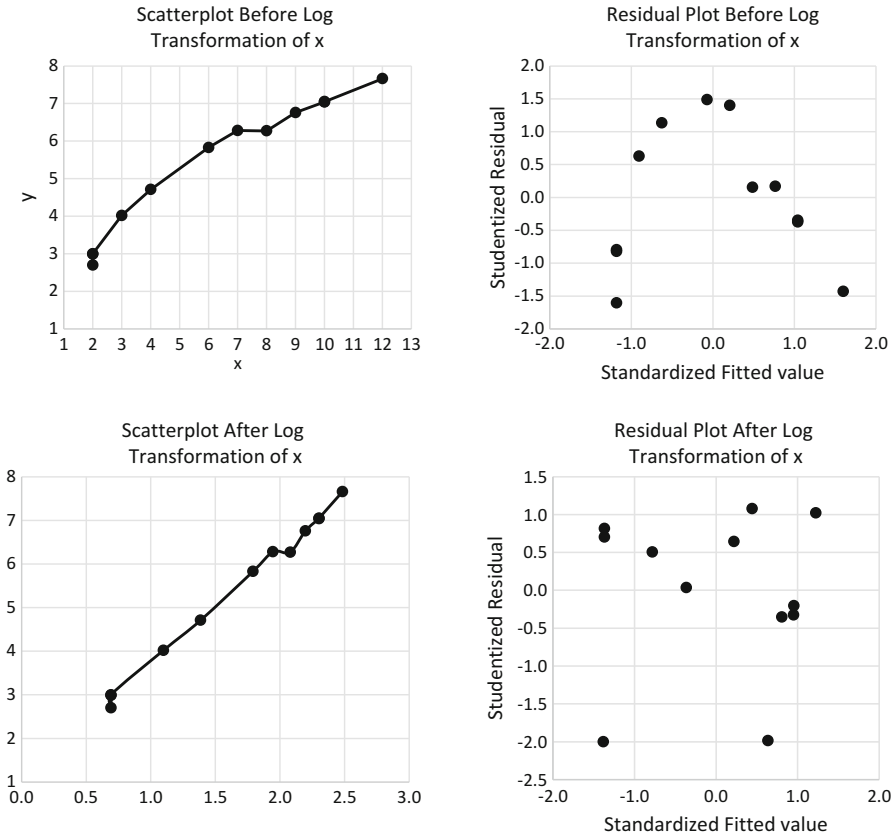 Scatterplot Before Log
Transformation of x
8
7
6
5
4
3
2
1
y
1 2 3 4 5 6 7 8 9 10 11 12 13
x
Residual Plot Before Log
Transformation of x
2.0
1.5
1.0
0.5
0.0
-0.5
-1.0
-1.5
-2.0
Studentized Residual
-2.0 -1.0 0.0 1.0 2.0
Standardized Fitted value
Scatterplot After Log
Transformation of x
8
7
6
5
4
3
2
1
0.0 0.5 1.0 1.5 2.0 2.5 3.0
Residual Plot After Log
Transformation of x
1.5
1.0
0.5
0.0
-0.5
-1.0
-1.5
-2.0
-2.5
Studentized Residual
-2.0 -1.0 0.0 1.0 2.0
Standardized Fitted value